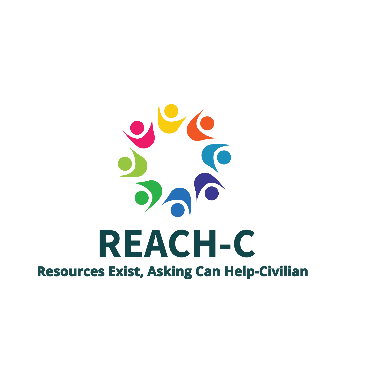 REACH-C
Resources Exist, Asking Can Help-Civilian